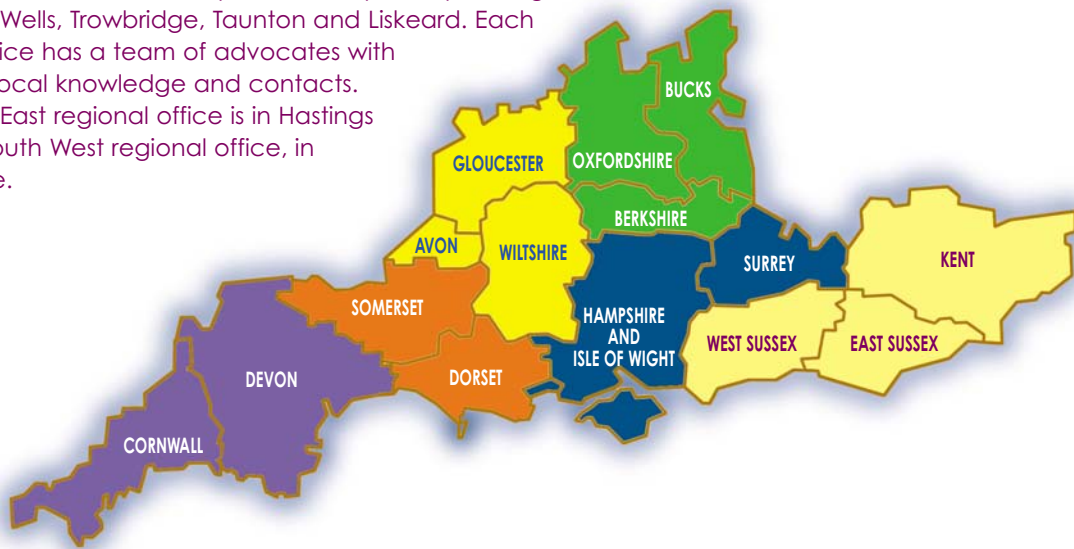 Wells, Trowbridge, Taunton and Liskeard. Each
ice has a team of advocates with
ocal knowledge and contacts.
East regional office is in Hastings
outh West regional office, in
e.
BUCKS
GLOUCESTER
OXFORDSHIRE
BERKSHIRE
AVON
WILTSHIRE
SURREY
KENT
SOMERSET
HAMPSHIRE
AND
ISLE OF WIGHT
WEST SUSSEX
EAST SUSSEX
DEVON
DORSET
CORNWALL